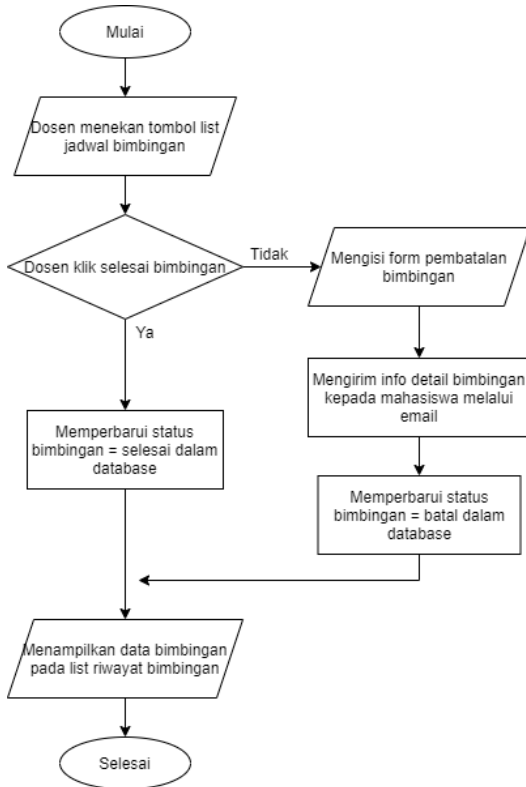 Mulai
Dosen menekan tombol list
jadwal bimbingan
Dosen klik selesai bimbingan
Tidak
Mengisi form pembatalan
bimbingan
Ya
Mengirim info detail bimbingan
kepada mahasiswa melalui
email
Memperbarui status
bimbingan = selesai dalam
database
Memperbarui status
bimbingan = batal dalam
database
Menampilkan data bimbingan
pada list riwayat bimbingan
Selesai